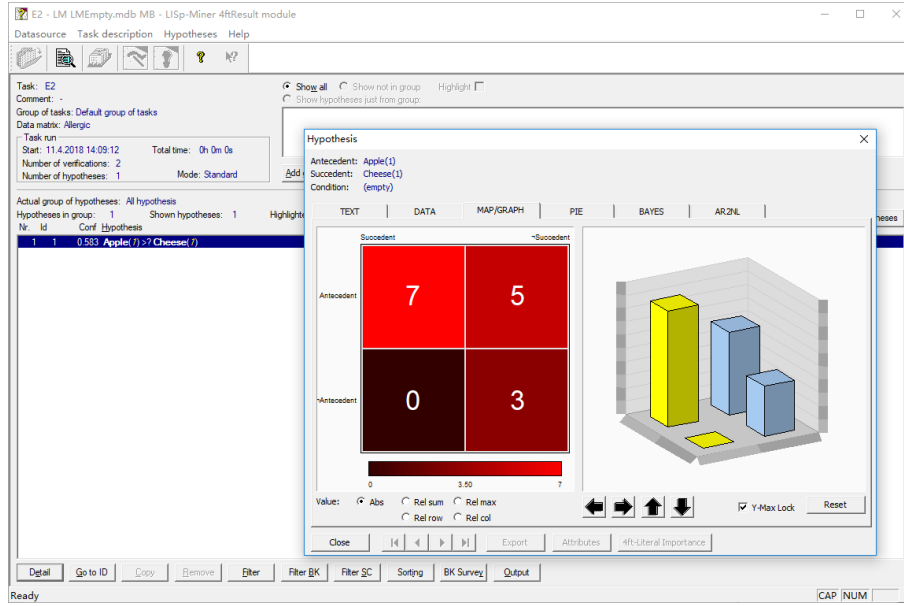 E2 - LM LMEmpty.mdb MB - LISp-Miner 4ftResult module
Datasource Task description Hypotheses Help
Task: E2
Comment: -
Group of tasks: Default group of tasks
Data matrix: Allergic
Task run
Start: 11.4.2018 14:09:12 Total time: 0h 0m 0s
Number of verifications: 2
Number of hypotheses: 1 Mode: Standard
Show all Show not in group Highlight
Show hypotheses just from group:
Add
Actual group of hypotheses: All hypothesis
Hypotheses in group: 1 Shown hypotheses: 1 Highlighte
heses
Nr. Id Conf Hypothesis
1 1 0.583 Apple(1) >? Cheese(1)
Hypothesis
Antecedent: Apple(1)
Succedent: Cheese(1)
Condition: (empty)
TEXT DATA MAP/GRAPH PIE BAYES AR2NL
Succedent ¬Succedent
Antecedent 7 5
¬Antecedent 0 3
0 3.50 7
Value: Abs Rel sum Rel max
Rel row Rel col
Y-Max Lock Reset
Close Export Attributes 4ft-Literal Importance
Detail Go to ID Copy Remove Filter Filter BK Filter SC Sorting BK Survey Output
Ready CAP NUM